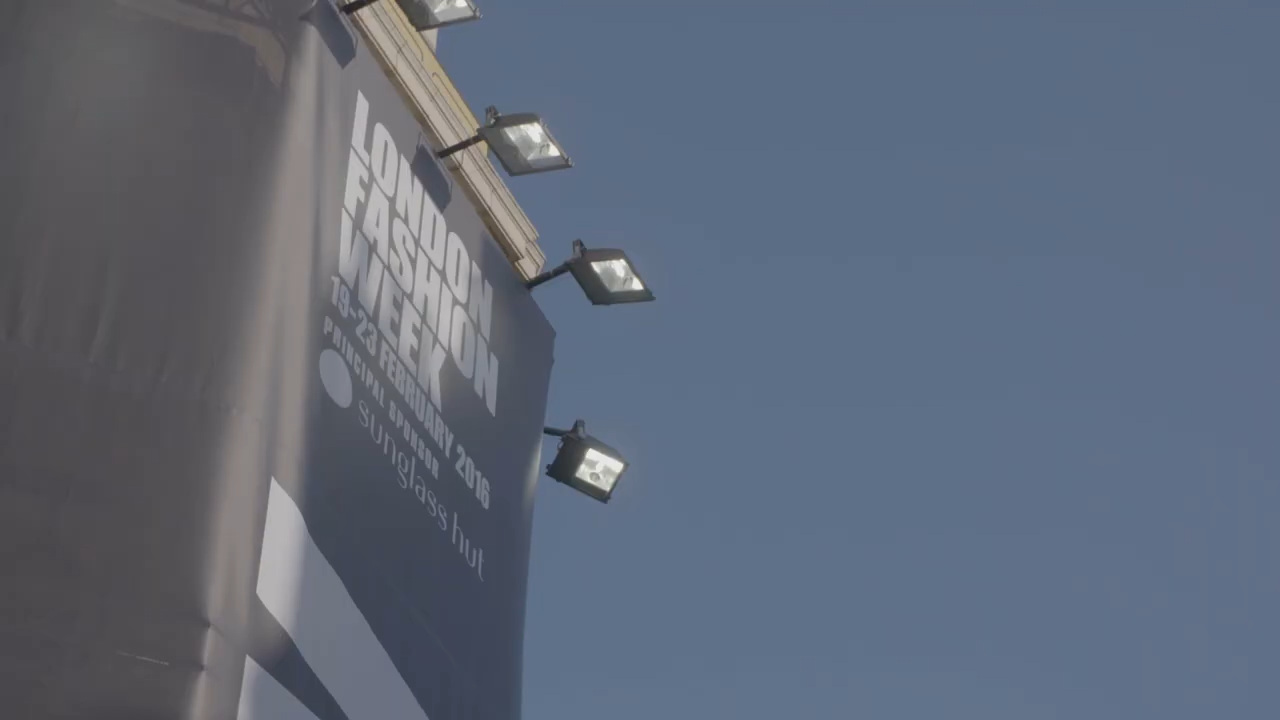 LONDON
FASHION
WEEK
19-23 FEBRUARY 2016
PRINCIPAL SPONSOR
sunglass hut